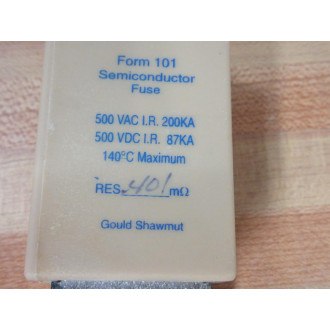 Form 101
Semiconductor
Fuse
500 VAC I.R. 200KA
500 VDC I.R. 87KA
140°C Maximum
RES .401 mΩ
Gould Shawmut